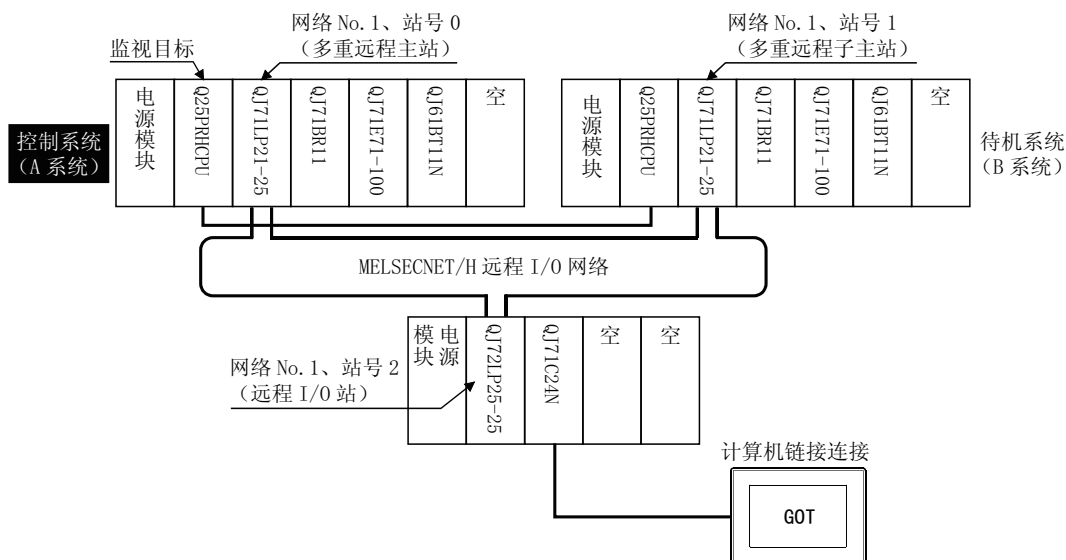 网络 No.1、站号 0
（多重远程主站）
网络 No.1、站号 1
（多重远程子主站）
监视目标
控制系统
（A 系统）
电源模块
Q25PRHCPU
QJ71LP21-25
QJ71BR11
QJ71E71-100
QJ61BT11N
空
电源模块
Q25PRHCPU
QJ71LP21-25
QJ71BR11
QJ71E71-100
QJ61BT11N
空
待机系统
（B 系统）
MELSECNET/H 远程 I/O 网络
网络 No.1、站号 2
（远程 I/O 站）
电源
模块
QJ72LP25-25
QJ71C24N
空
空
计算机链接连接
GOT